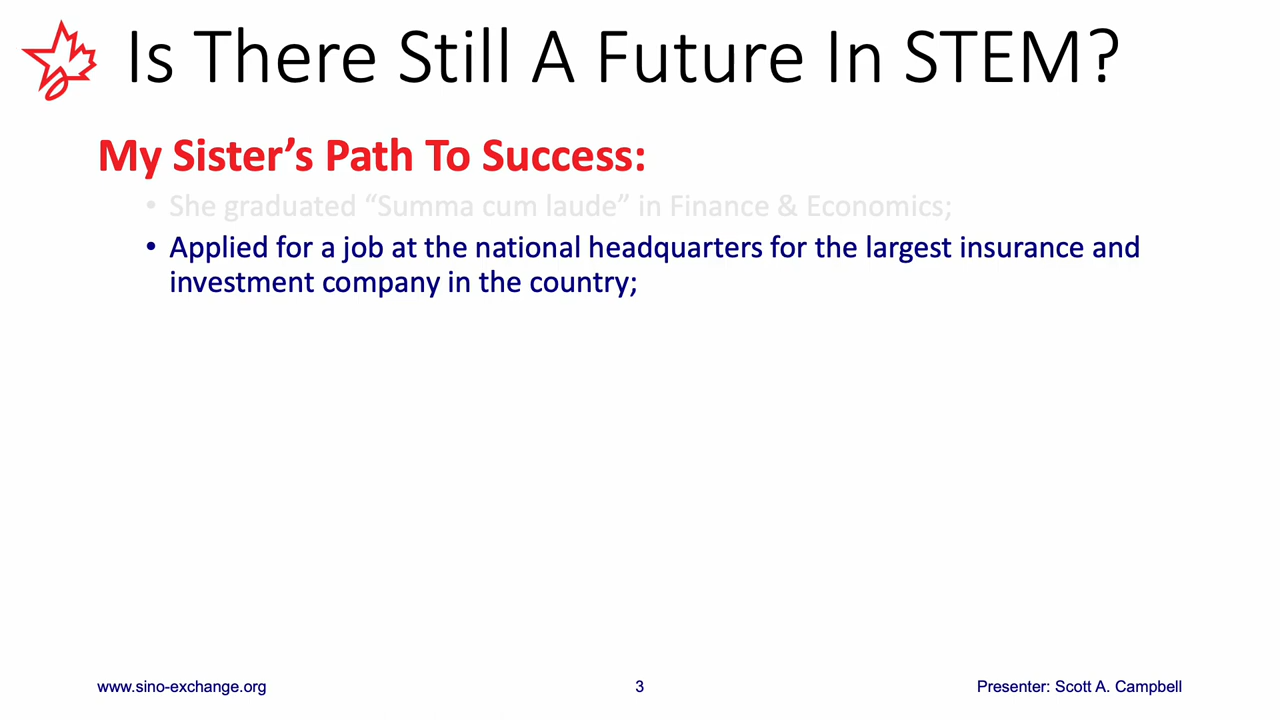 Is There Still A Future In STEM?
My Sister’s Path To Success:
• She graduated “Summa cum laude” in Finance & Economics;
• Applied for a job at the national headquarters for the largest insurance and
investment company in the country;
www.sino-exchange.org
3
Presenter: Scott A. Campbell